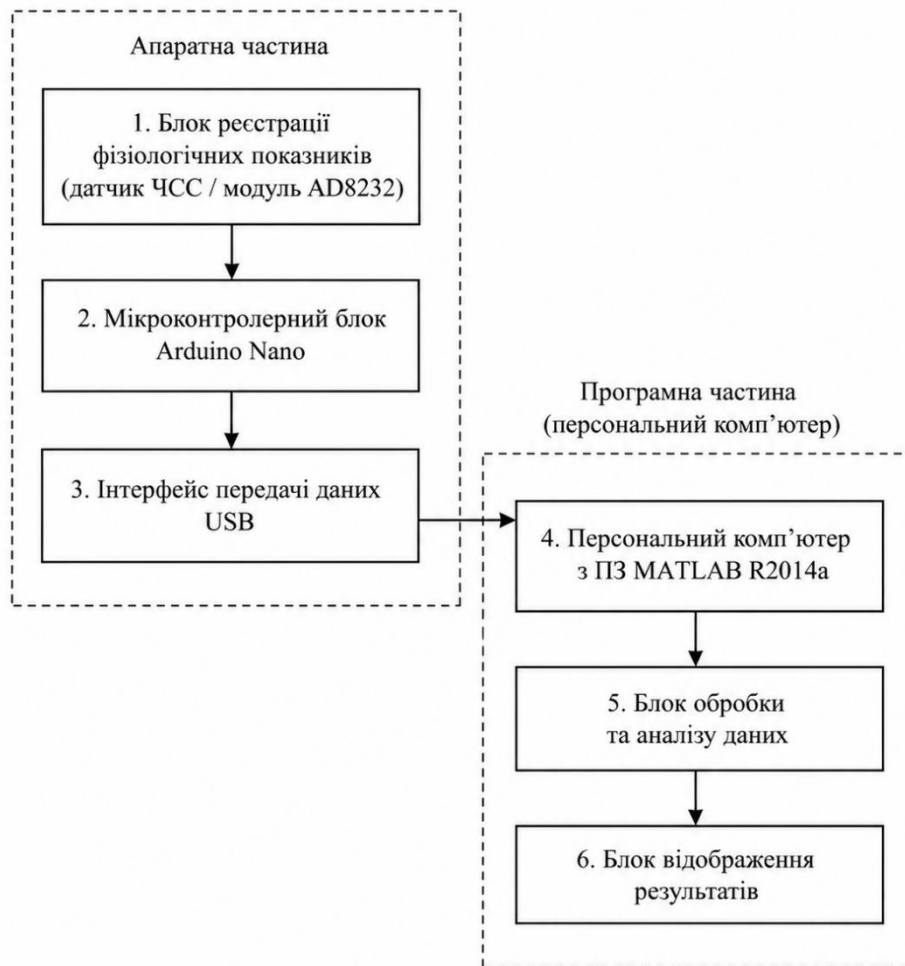 Апаратна частина
1. Блок реєстрації
фізіологічних показників
(датчик ЧСС / модуль AD8232)
2. Мікроконтролерний блок
Arduino Nano
3. Інтерфейс передачі даних
USB
Програмна частина
(персональний комп’ютер)
4. Персональний комп’ютер
з ПЗ MATLAB R2014a
5. Блок обробки
та аналізу даних
6. Блок відображення
результатів